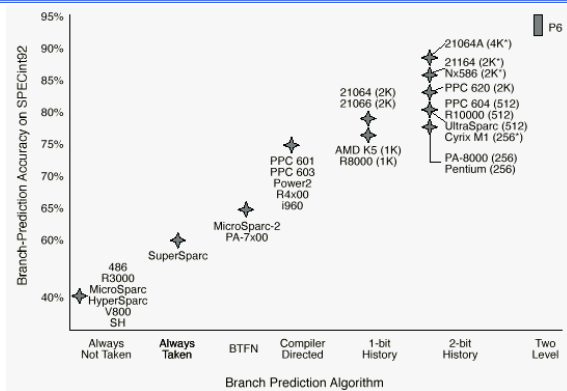 95%
90%
85%
80%
75%
70%
65%
60%
40%
Branch-Prediction Accuracy on SPECint92
P6
21064A (4K*)
21164 (2K*)
Nx586 (2K*)
PPC 620 (2K)
PPC 604 (512)
R10000 (512)
UltraSparc (512)
Cyrix M1 (256*)
PA-8000 (256)
Pentium (256)
21064 (2K)
21066 (2K)
AMD K5 (1K)
R8000 (1K)
PPC 601
PPC 603
Power2
R4x00
i960
MicroSparc-2
PA-7x00
SuperSparc
486
R3000
MicroSparc
HyperSparc
V800
SH
Always
Not Taken
Always
Taken
BTFN
Compiler
Directed
1-bit
History
2-bit
History
Two
Level
Branch Prediction Algorithm